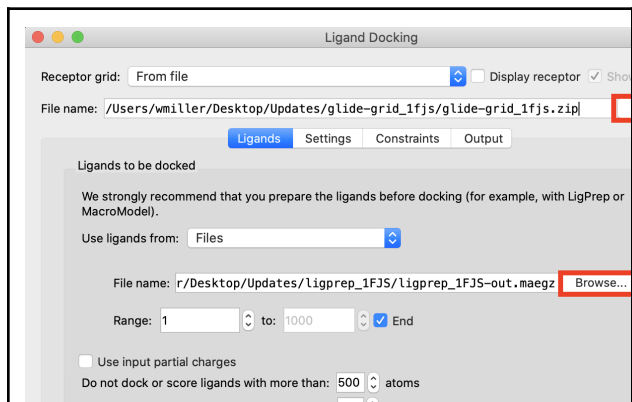 Ligand Docking
Receptor grid: From file Display receptor Show
File name: /Users/wmiller/Desktop/Updates/glide-grid_1fjs/glide-grid_1fjs.zip
Ligands Settings Constraints Output
Ligands to be docked
We strongly recommend that you prepare the ligands before docking (for example, with LigPrep or
MacroModel).
Use ligands from: Files
File name: r/Desktop/Updates/ligprep_1FJS/ligprep_1FJS-out.maegz Browse...
Range: 1 to: 1000 End
Use input partial charges
Do not dock or score ligands with more than: 500 atoms